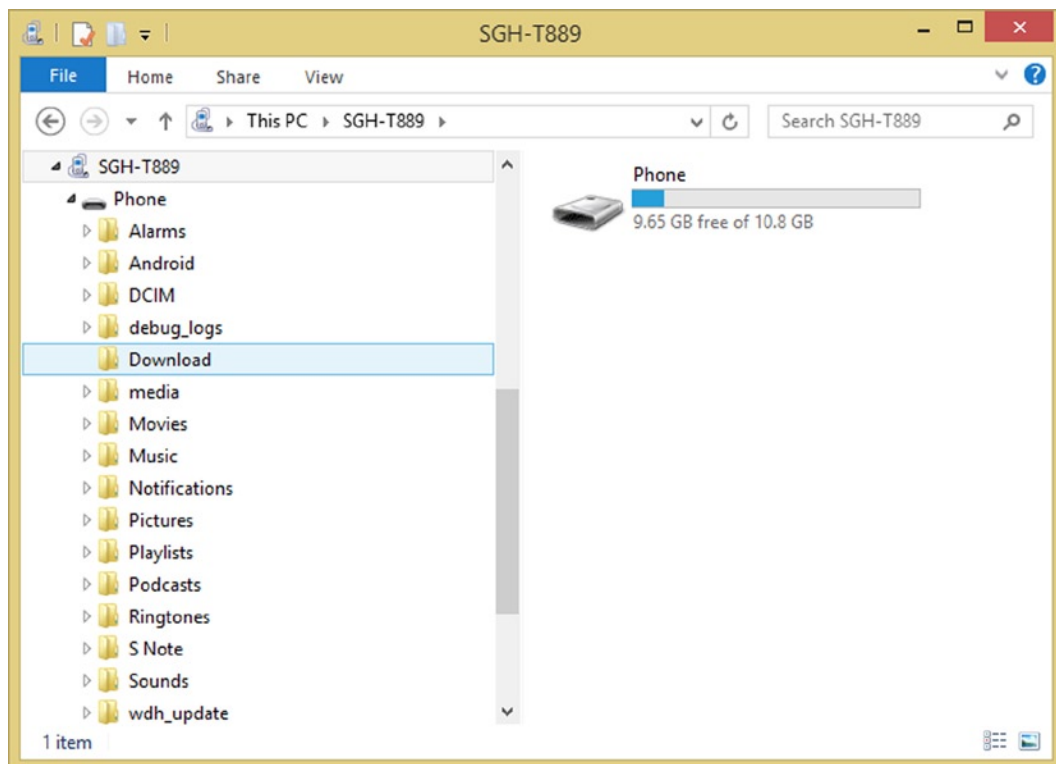 SGH-T889
File Home Share View
This PC SGH-T889 Search SGH-T889
SGH-T889
Phone
Alarms
Android
DCIM
debug_logs
Download
media
Movies
Music
Notifications
Pictures
Playlists
Podcasts
Ringtones
S Note
Sounds
wdh_update
Phone
9.65 GB free of 10.8 GB
1 item